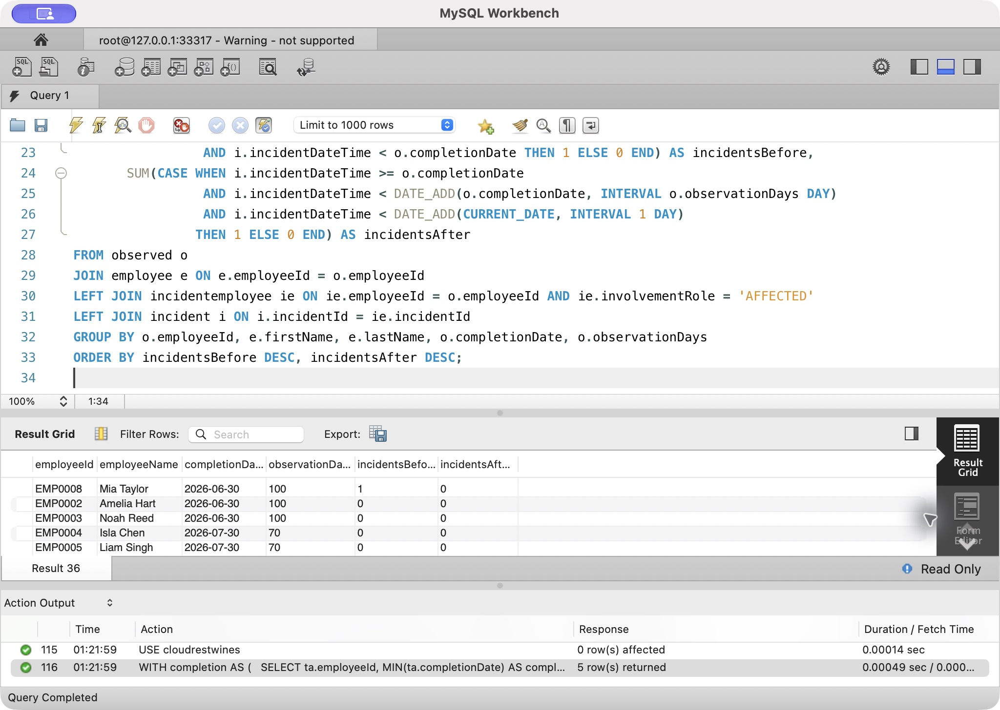 MySQL Workbench
root@127.0.0.1:33317 - Warning - not supported
SQL SQL
Query 1
Limit to 1000 rows
23 AND i.incidentDateTime < o.completionDate THEN 1 ELSE 0 END) AS incidentsBefore,
24 SUM(CASE WHEN i.incidentDateTime >= o.completionDate
25 AND i.incidentDateTime < DATE_ADD(o.completionDate, INTERVAL o.observationDays DAY)
26 AND i.incidentDateTime < DATE_ADD(CURRENT_DATE, INTERVAL 1 DAY)
27 THEN 1 ELSE 0 END) AS incidentsAfter
28 FROM observed o
29 JOIN employee e ON e.employeeId = o.employeeId
30 LEFT JOIN incidentemployee ie ON ie.employeeId = o.employeeId AND ie.involvementRole = 'AFFECTED'
31 LEFT JOIN incident i ON i.incidentId = ie.incidentId
32 GROUP BY o.employeeId, e.firstName, e.lastName, o.completionDate, o.observationDays
33 ORDER BY incidentsBefore DESC, incidentsAfter DESC;
34
100% 1:34
Result Grid Filter Rows: Search Export:
employeeId employeeName completionDa... observationDa... incidentsBefo... incidentsAft...
EMP0008 Mia Taylor 2026-06-30 100 1 0
EMP0002 Amelia Hart 2026-06-30 100 0 0
EMP0003 Noah Reed 2026-06-30 100 0 0
EMP0004 Isla Chen 2026-07-30 70 0 0
EMP0005 Liam Singh 2026-07-30 70 0 0
Result
Grid
Form
Editor
Result 36 Read Only
Action Output
Time Action Response Duration / Fetch Time
115 01:21:59 USE cloudrestwines 0 row(s) affected 0.00014 sec
116 01:21:59 WITH completion AS ( SELECT ta.employeeId, MIN(ta.completionDate) AS compl... 5 row(s) returned 0.00049 sec / 0.000...
Query Completed